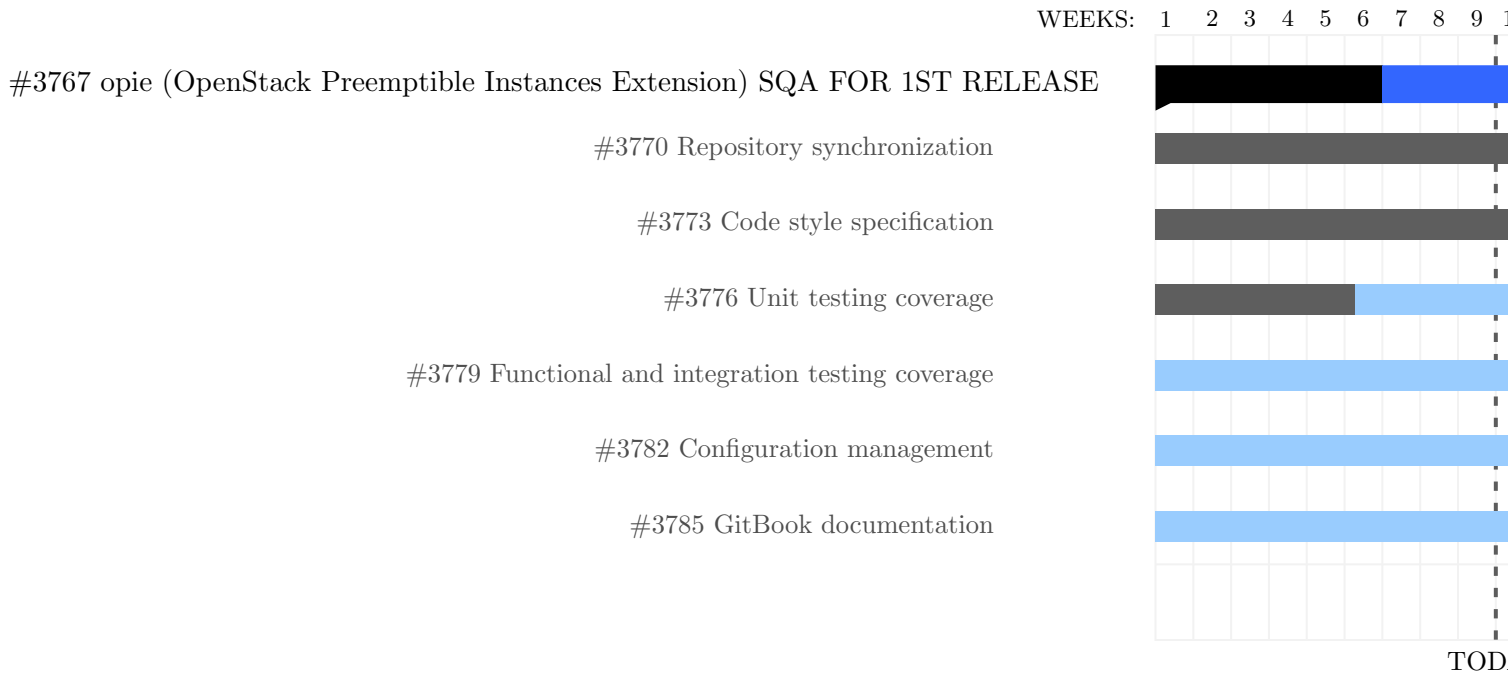 WEEKS: 1 2 3 4 5 6 7 8 9
#3767 opie (OpenStack Preemptible Instances Extension) SQA FOR 1ST RELEASE
#3770 Repository synchronization
#3773 Code style specification
#3776 Unit testing coverage
#3779 Functional and integration testing coverage
#3782 Configuration management
#3785 GitBook documentation